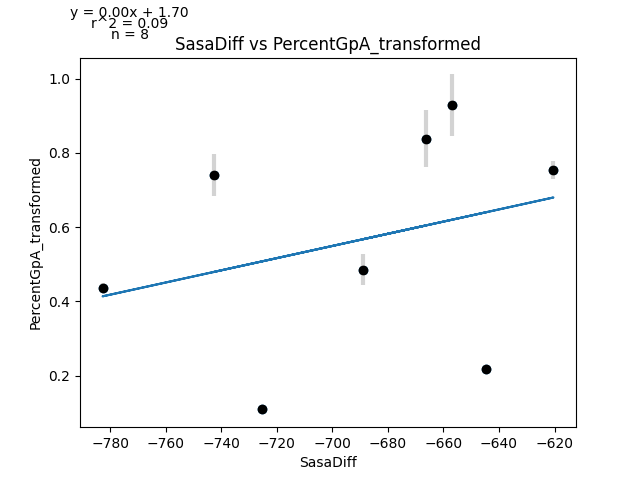 y = 0.00x + 1.70
r^2 = 0.09
n = 8
SasaDiff vs PercentGpA_transformed
PercentGpA_transformed
1.0
0.8
0.6
0.4
0.2
−780
−760
−740
−720
−700
−680
−660
−640
−620
SasaDiff